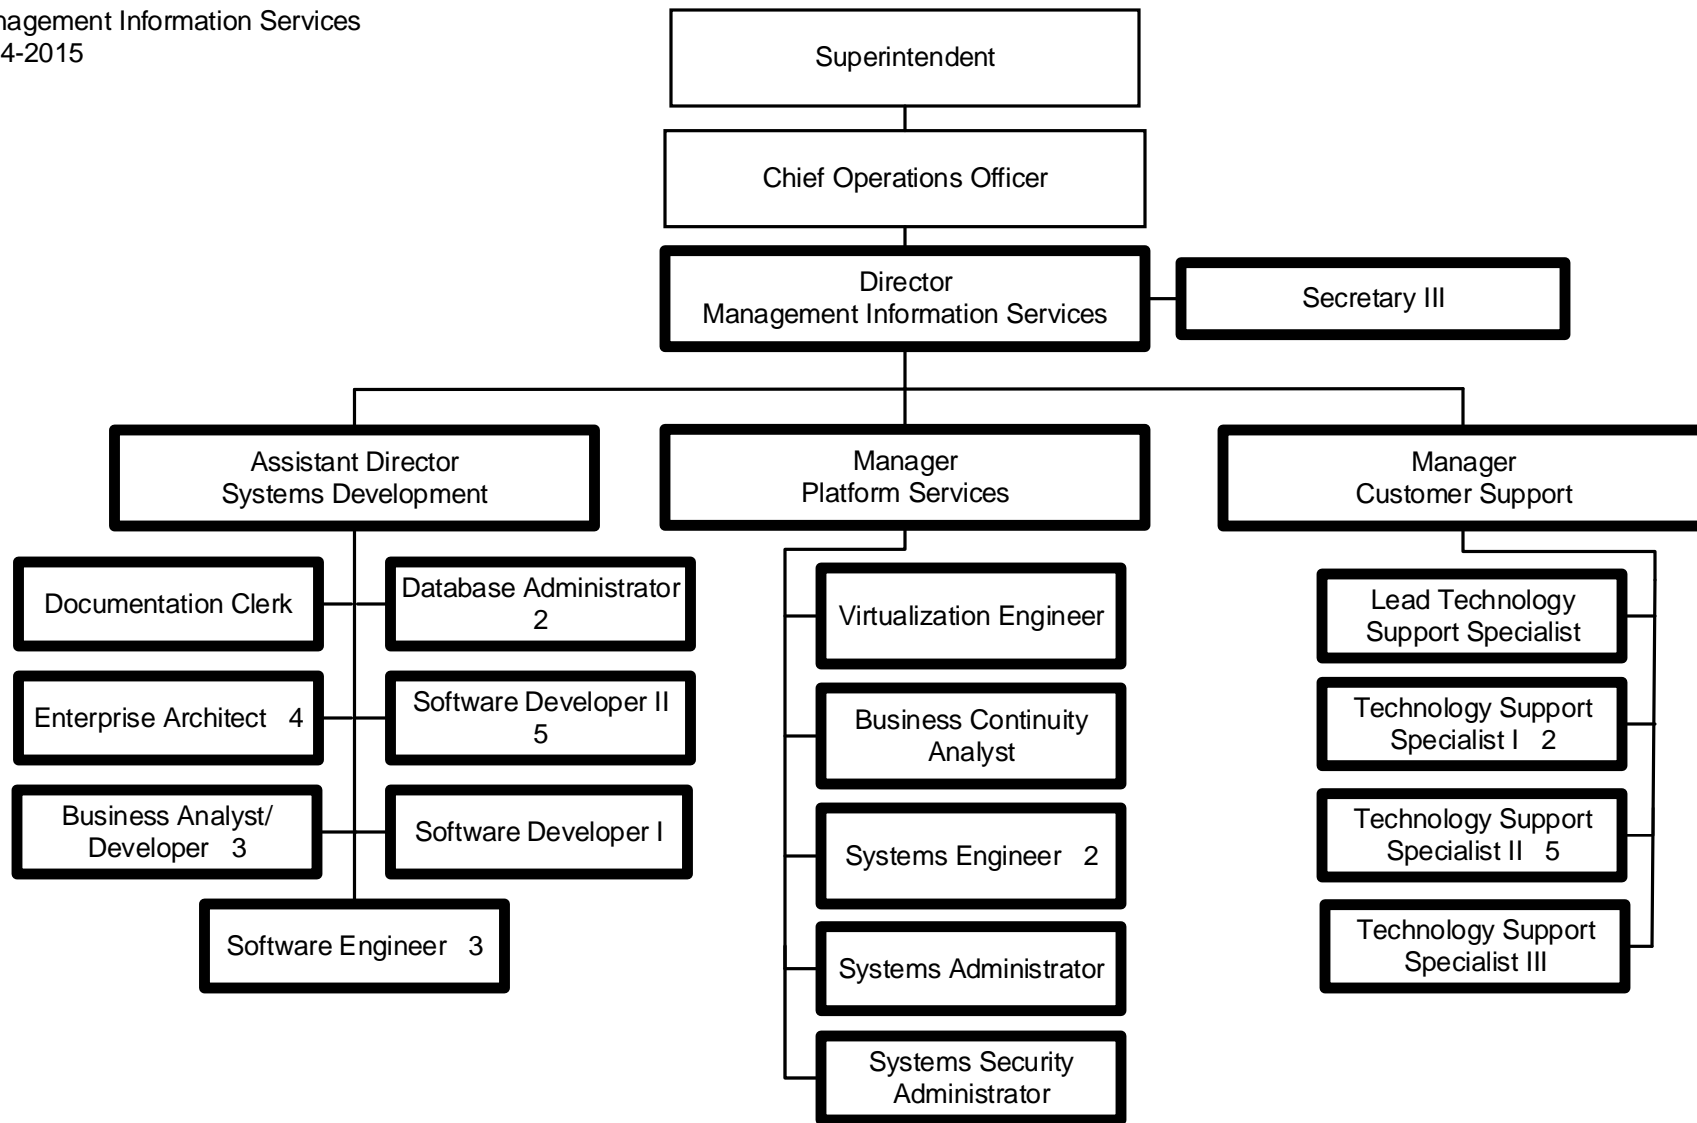 nagement Information Services
4-2015
Superintendent
Chief Operations Officer
Director
Management Information Services
Secretary III
Assistant Director
Systems Development
Manager
Platform Services
Manager
Customer Support
Documentation Clerk
Database Administrator
2
Enterprise Architect 4
Software Developer II
5
Business Analyst/
Developer 3
Software Developer I
Software Engineer 3
Virtualization Engineer
Business Continuity
Analyst
Systems Engineer 2
Systems Administrator
Systems Security
Administrator
Lead Technology
Support Specialist
Technology Support
Specialist I 2
Technology Support
Specialist II 5
Technology Support
Specialist III